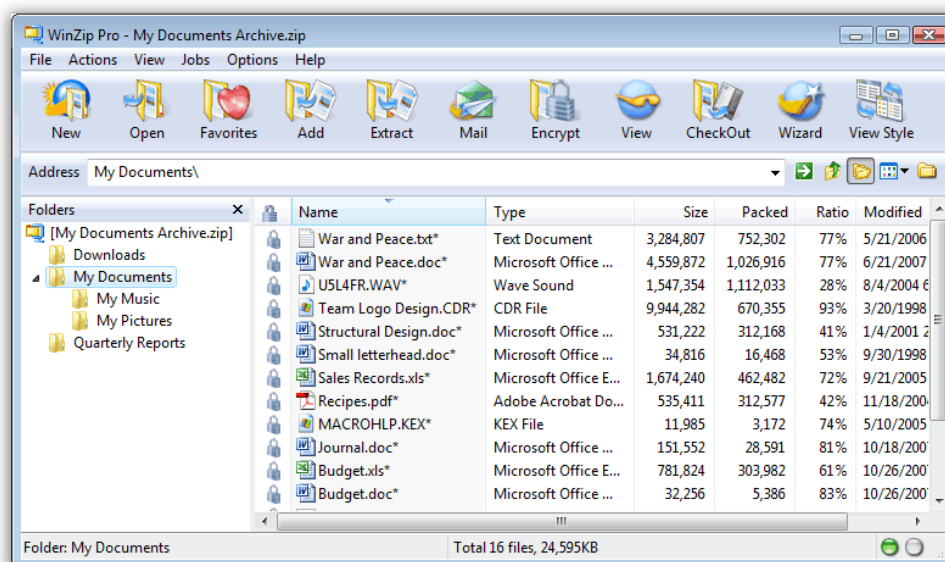 WinZip Pro - My Documents Archive.zip
File Actions View Jobs Options Help
New Open Favorites Add Extract Mail Encrypt View CheckOut Wizard View Style
Address My Documents\
Folders
[My Documents Archive.zip]
Downloads
My Documents
My Music
My Pictures
Quarterly Reports
Name Type Size Packed Ratio Modified
War and Peace.txt* Text Document 3,284,807 752,302 77% 5/21/2006
War and Peace.doc* Microsoft Office ... 4,559,872 1,026,916 77% 6/21/2007
U5L4FR.WAV* Wave Sound 1,547,354 1,112,033 28% 8/4/2004 6
Team Logo Design.CDR* CDR File 9,944,282 670,355 93% 3/20/1998
Structural Design.doc* Microsoft Office ... 531,222 312,168 41% 1/4/2001 2
Small letterhead.doc* Microsoft Office ... 34,816 16,468 53% 9/30/1998
Sales Records.xls* Microsoft Office E... 1,674,240 462,482 72% 9/21/2005
Recipes.pdf* Adobe Acrobat Do... 535,411 312,577 42% 11/18/200
MACROHLP.KEX* KEX File 11,985 3,172 74% 5/10/2005
Journal.doc* Microsoft Office ... 151,552 28,591 81% 10/18/200
Budget.xls* Microsoft Office E... 781,824 303,982 61% 10/26/200
Budget.doc* Microsoft Office ... 32,256 5,386 83% 10/26/200
Folder: My Documents Total 16 files, 24,595KB